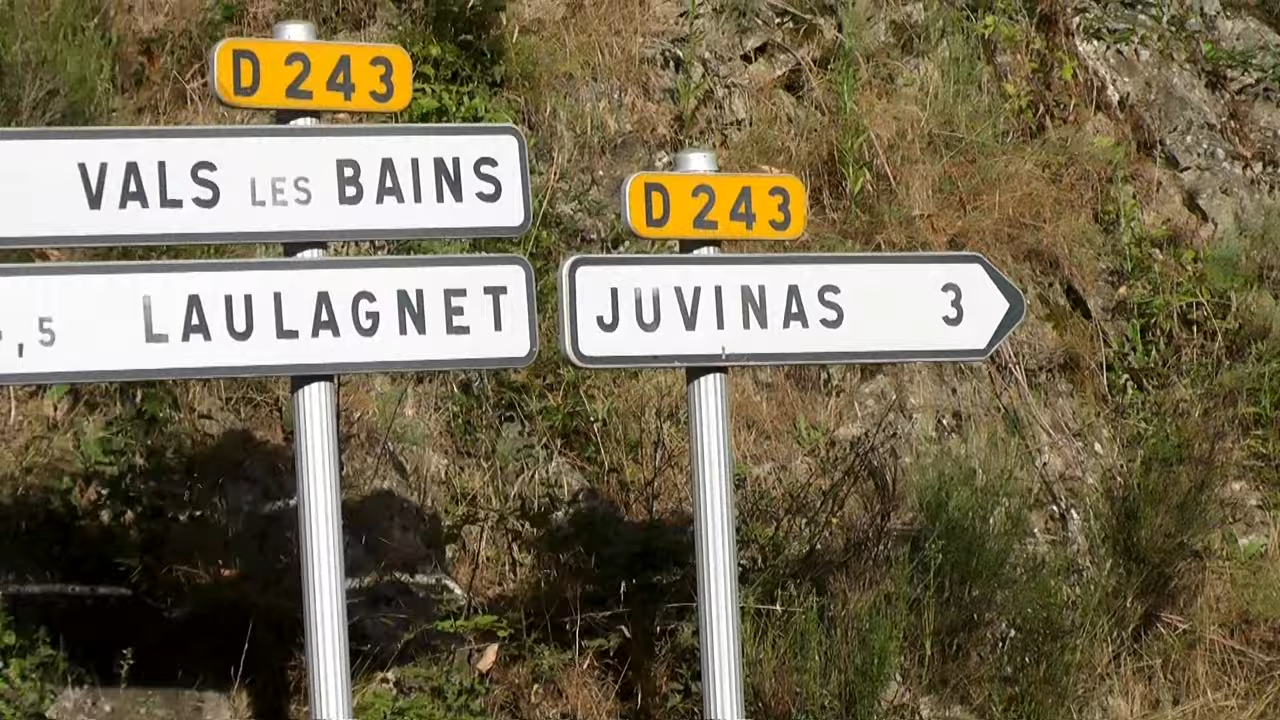 D 243
VALS LES BAINS
,5 LAULAGNET
D 243
JUVINAS 3